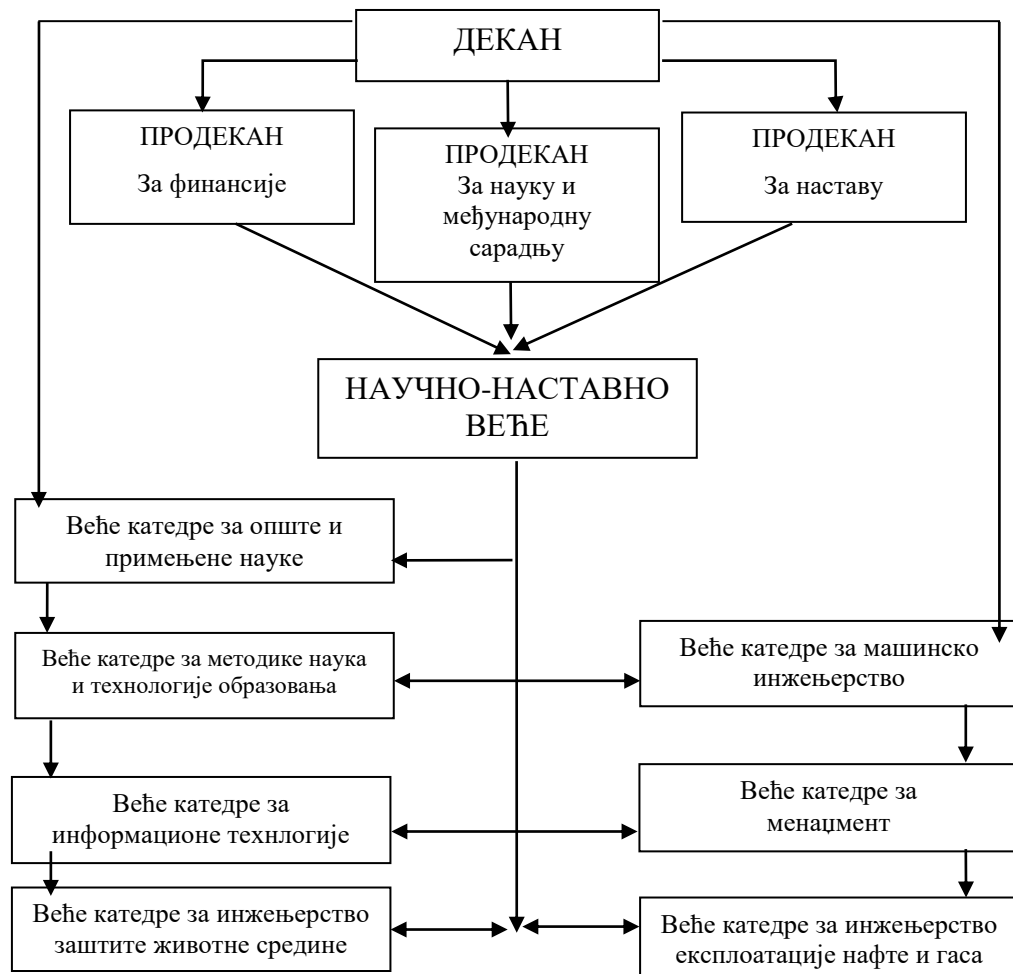 ДЕКАН
ПРОДЕКАН
За финансије
ПРОДЕКАН
За науку и
међународну
сарадњу
ПРОДЕКАН
За наставу
НАУЧНО-НАСТАВНО
ВЕЋЕ
Веће катедре за опште и
примењене науке
Веће катедре за методике наука
и технологије образовања
Веће катедре за машинско
инжењерство
Веће катедре за
информационе технлогије
Веће катедре за
менаџмент
Веће катедре за инжењерство
заштите животне средине
Веће катедре за инжењерство
експлоатације нафте и гаса